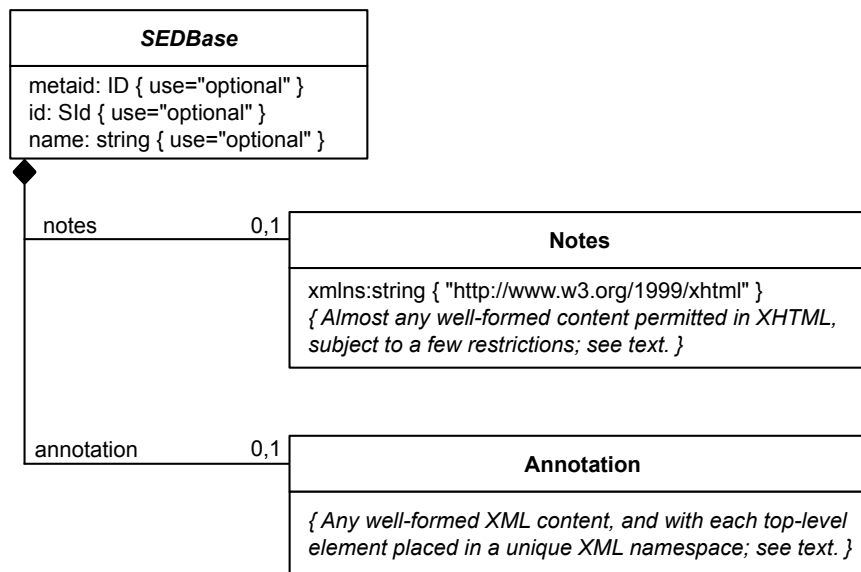 SEDBase
metaid: ID { use="optional" }
id: SId { use="optional" }
name: string { use="optional" }
notes
0,1
Notes
xmlns:string { "http://www.w3.org/1999/xhtml" }
{ Almost any well-formed content permitted in XHTML,
subject to a few restrictions; see text. }
annotation
0,1
Annotation
{ Any well-formed XML content, and with each top-level
element placed in a unique XML namespace; see text. }